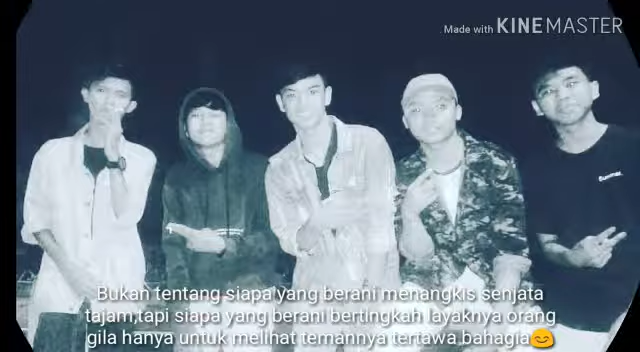 Made with KINEMASTER
Bukan tentang siapa yang berani menangkis senjata
tajam,tapi siapa yang berani bertingkah layaknya orang
gila hanya untuk melihat temannya tertawa bahagia😊